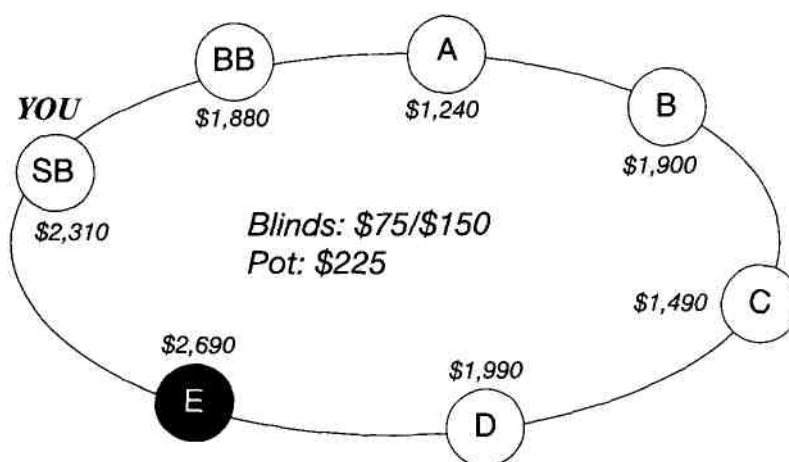 BB
A
YOU
$1,880
$1,240
B
SB
$1,900
$2,310
Blinds: $75/$150
Pot: $225
$1,490
C
$2,690
$1,990
E
D